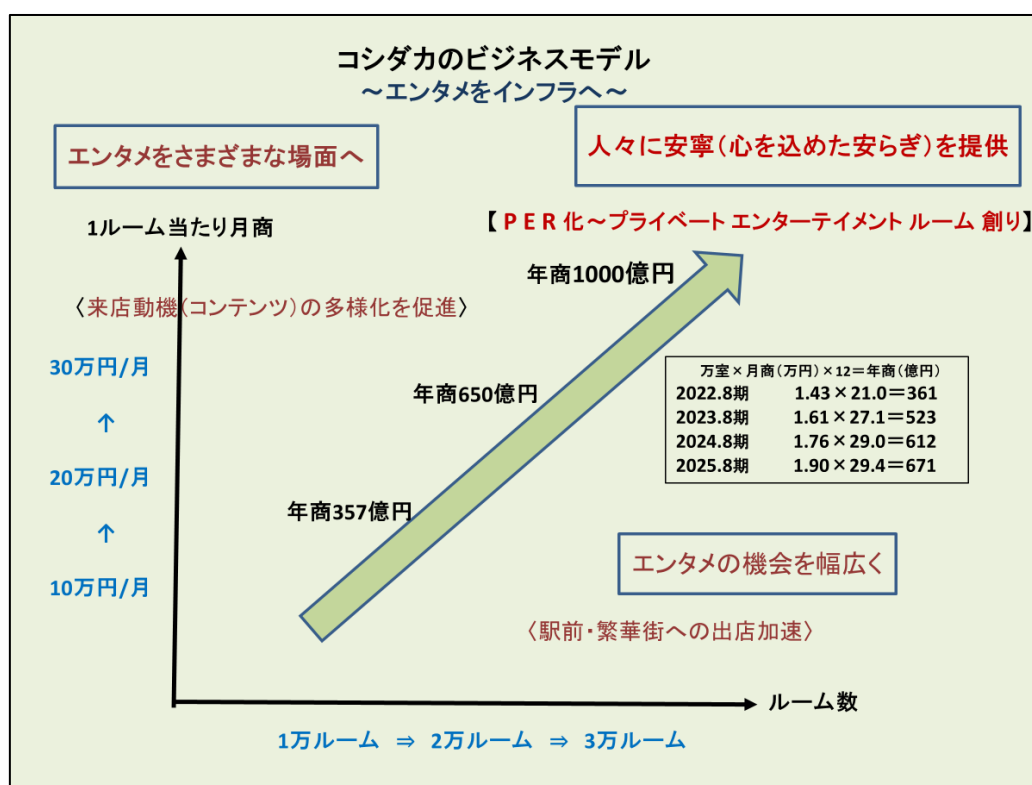 コシダカのビジネスモデル
～エンタメをインフラへ～
エンタメをさまざまな場面へ
人々に安寧（心を込めた安らぎ）を提供
【 P E R 化～プライベート エンターテイメント ルーム 創り】
1ルーム当たり月商
年商1000億円
〈来店動機（コンテンツ）の多様化を促進〉
30万円/月
↑
20万円/月
↑
10万円/月
年商650億円
年商357億円
万室×月商（万円）×12＝年商（億円）
2022.8期 1.43×21.0＝361
2023.8期 1.61×27.1＝523
2024.8期 1.76×29.0＝612
2025.8期 1.90×29.4＝671
エンタメの機会を幅広く
〈駅前・繁華街への出店加速〉
ルーム数
1万ルーム ⇒ 2万ルーム ⇒ 3万ルーム